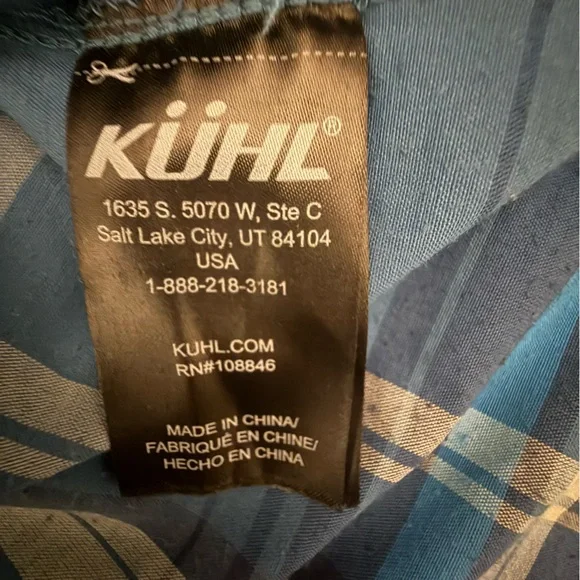 KÜHL®
1635 S. 5070 W, Ste C
Salt Lake City, UT 84104
USA
1-888-218-3181
KUHL.COM
RN#108846
MADE IN CHINA/
FABRIQUÉ EN CHINE/
HECHO EN CHINA